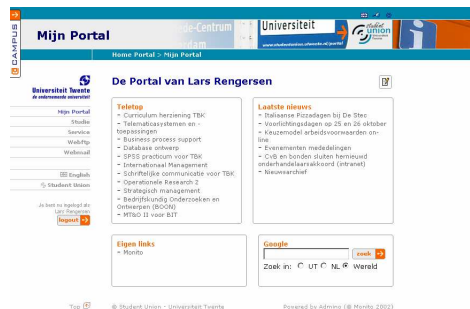 CAMPUS
Mijn Portal
Universiteit
student union
Home Portal > Mijn Portal
Universiteit Twente
de ondernemende universiteit
Mijn Portal
Studie
Service
Webftp
Webmail
English
Student Union
Je bent nu ingelogd als
Lars Rengersen
logout
De Portal van Lars Rengersen
Teletop
- Curriculum herziening TBK
- Telematicasystemen en -
toepassingen
- Business process support
- Database ontwerp
- SPSS practicum voor TBK
- Internationaal Management
- Schriftelijke communicatie voor TBK
- Operationele Research 2
- Strategisch management
- Bedrijfskundig Onderzoeken en
Ontwerpen (BOON)
- MT&O II voor BIT
Laatste nieuws
- Italiaanse Pizzadagen bij De Stec
- Voorlichtingsdagen op 25 en 26 oktober
- Keuzemodel arbeidsvoorwaarden on-
line
- Evenementen mededelingen
- CvB en bonden sluiten hernieuwd
onderhandelaarsakkoord (intranet)
- Nieuwsarchief
Eigen links
- Monito
Google
zoek
Zoek in: UT NL Wereld
Top
© Student Union - Universiteit Twente
Powered by Admino (© Monito 2002)